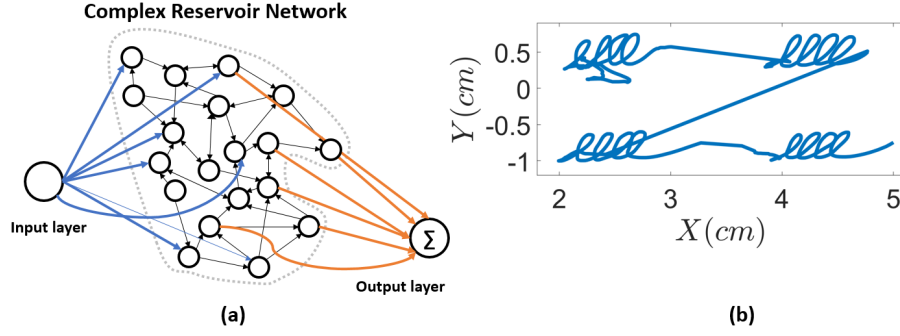 Complex Reservoir Network
Input layer
Σ
Output layer
(a)
Y(cm)
0.5
0
-0.5
-1
2
3
4
5
X(cm)
(b)